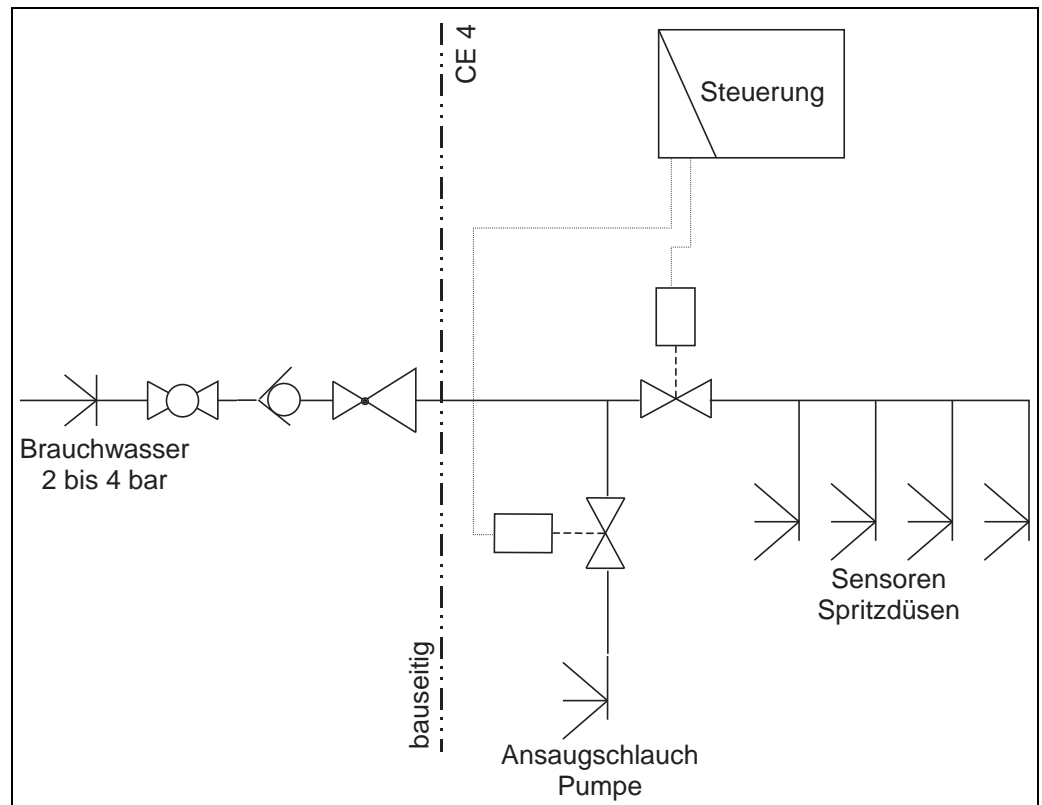 CE 4
Steuerung
Brauchwasser
2 bis 4 bar
Sensoren
Spritzdüsen
bauseitig
Ansaugschlauch
Pumpe